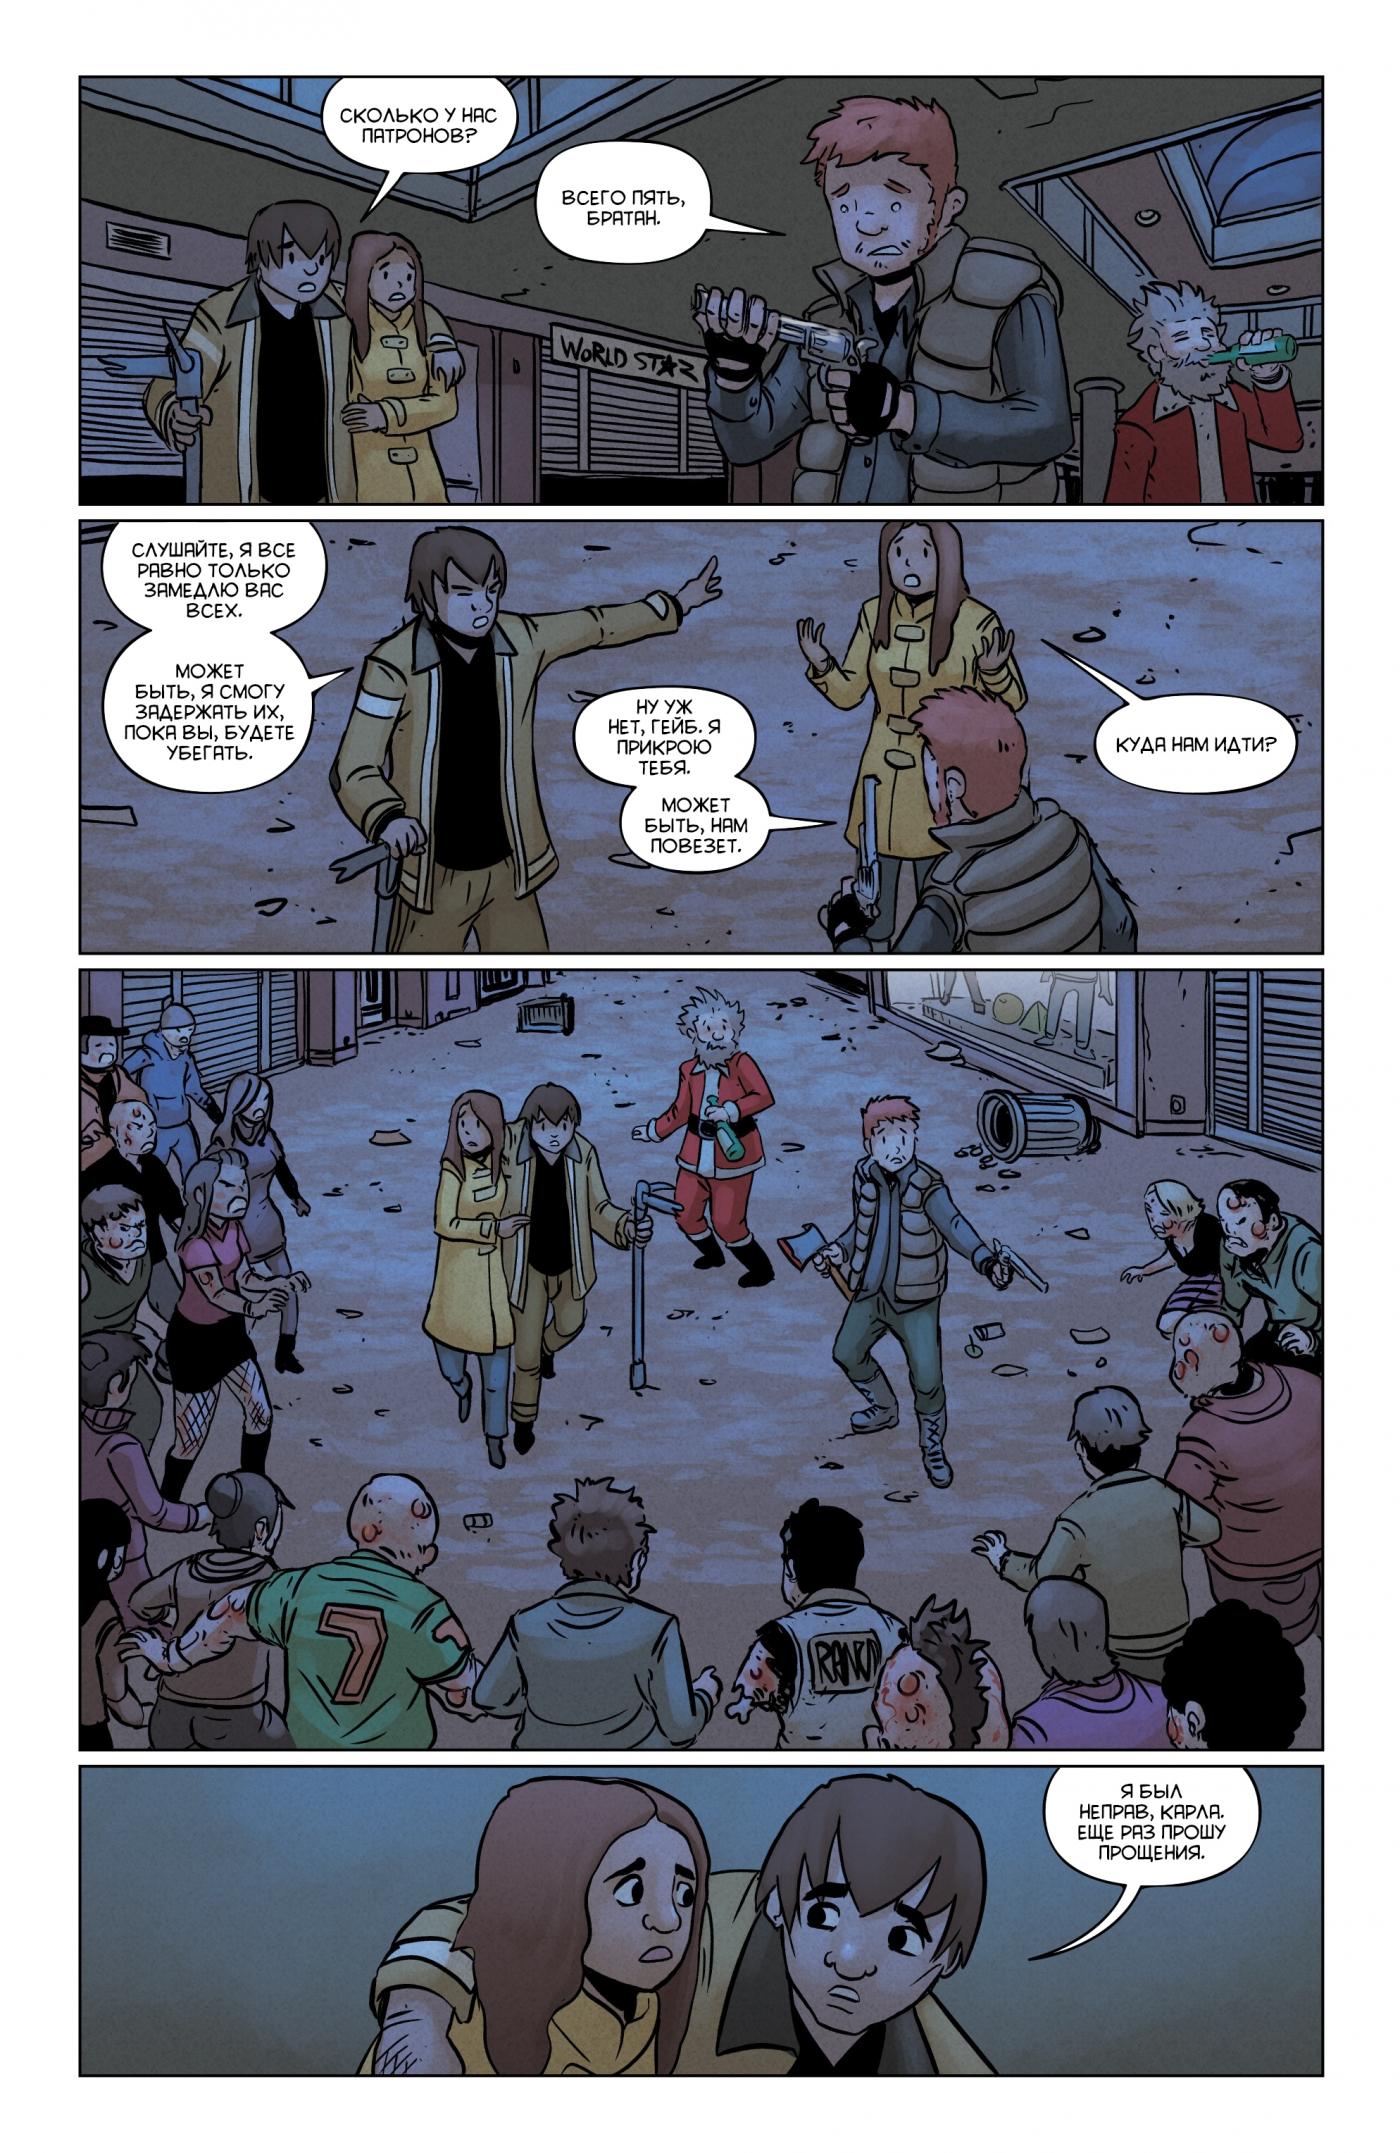 СКОЛЬКО У НАС
ПАТРОНОВ?
ВСЕГО ПЯТЬ,
БРАТАН.
WORLD STAR
СЛУШАЙТЕ, Я ВСЕ
РАВНО ТОЛЬКО
ЗАМЕДЛЮ ВАС
ВСЕХ.
МОЖЕТ
БЫТЬ, Я СМОГУ
ЗАДЕРЖАТЬ ИХ,
ПОКА ВЫ, БУДЕТЕ
УБЕГАТЬ.
НУ УЖ
НЕТ, ГЕЙБ. Я
ПРИКРОЮ
ТЕБЯ.
МОЖЕТ
БЫТЬ, НАМ
ПОВЕЗЕТ.
КУДА НАМ ИДТИ?
7
Я БЫЛ
НЕПРАВ, КАРЛА.
ЕЩЕ РАЗ ПРОШУ
ПРОЩЕНИЯ.